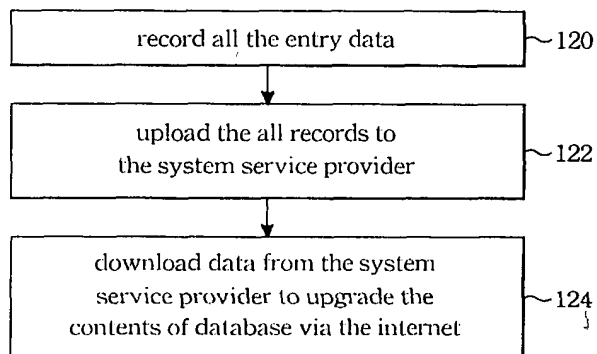 record all the entry data
120
upload the all records to
the system service provider
122
download data from the system
service provider to upgrade the
contents of database via the internet
124